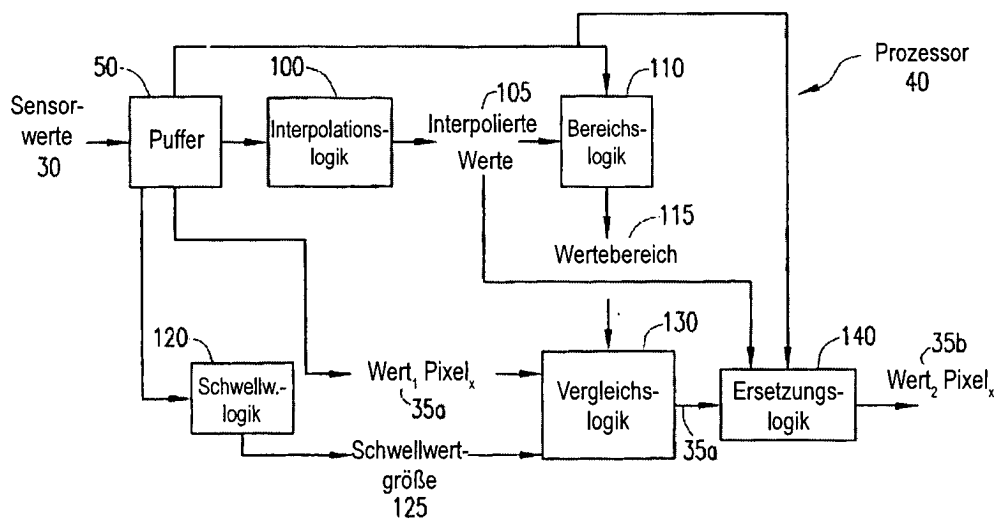 50
100
110
Prozessor
40
Sensor-
werte
30
Puffer
Interpolations-
logik
105
Interpolierte
Werte
Bereichs-
logik
115
Wertebereich
120
130
140
35b
Schwellw.-
logik
Wert₁ Pixelₓ
35a
Vergleichs-
logik
35a
Ersetzungs-
logik
Wert₂ Pixelₓ
Schwellwert-
größe
125